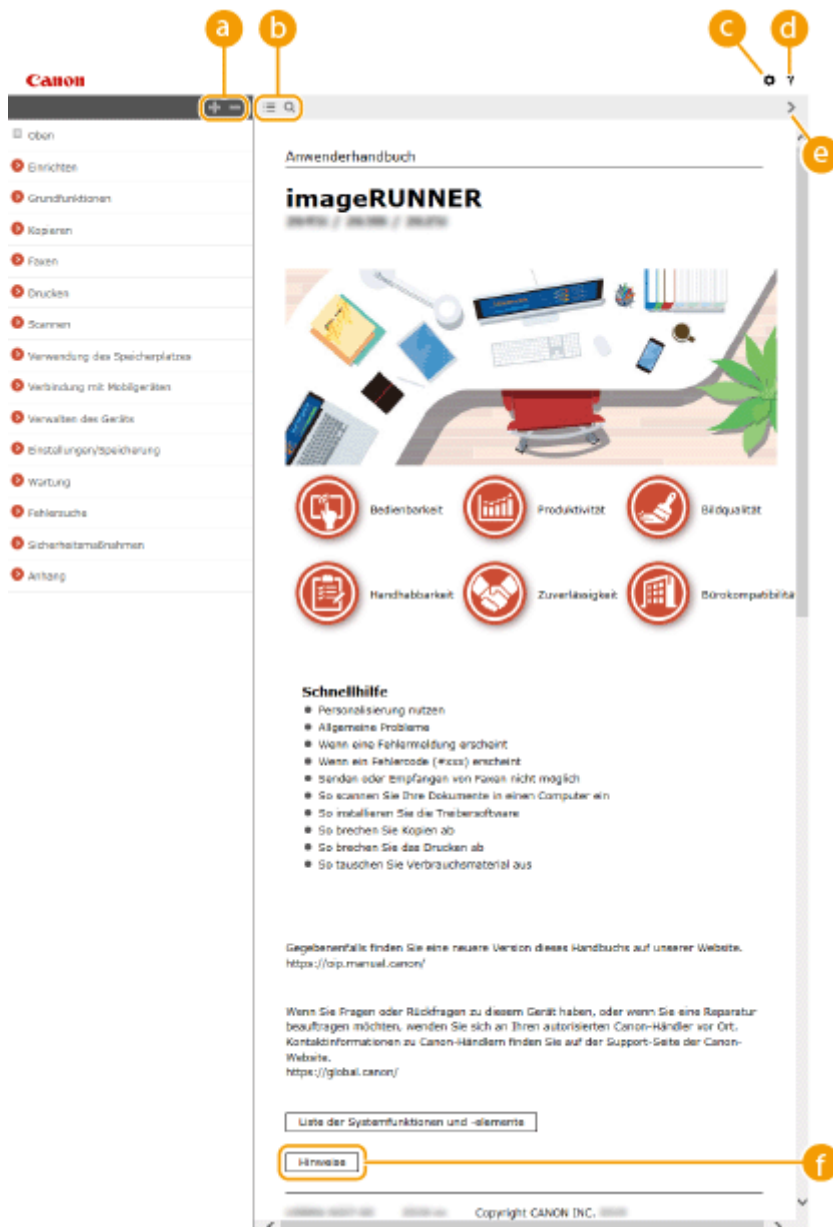 a
b
c
d
Canon
?
e
Oben
Einrichten
Grundfunktionen
Kopieren
Faxen
Drucken
Scannen
Verwendung des Speicherplatzes
Verbindung mit Mobilgeräten
Verwalten des Geräts
Einstellungen/Speicherung
Wartung
Fehlersuche
Sicherheitsmaßnahmen
Anhang
Anwenderhandbuch
imageRUNNER
Bedienbarkeit
Produktivität
Bildqualität
Handhabbarkeit
Zuverlässigkeit
Bürokompatibilitä
Schnellhilfe
Personalisierung nutzen
Allgemeine Probleme
Wenn eine Fehlermeldung erscheint
Wenn ein Fehlercode (#xxx) erscheint
Senden oder Empfangen von Faxen nicht möglich
So scannen Sie Ihre Dokumente in einen Computer ein
So installieren Sie die Treibersoftware
So brechen Sie Kopien ab
So brechen Sie das Drucken ab
So tauschen Sie Verbrauchsmaterial aus
Gegebenenfalls finden Sie eine neuere Version dieses Handbuchs auf unserer Website.
https://oip.manual.canon/
Wenn Sie Fragen oder Rückfragen zu diesem Gerät haben, oder wenn Sie eine Reparatur
beauftragen möchten, wenden Sie sich an Ihren autorisierten Canon-Händler vor Ort.
Kontaktinformationen zu Canon-Händlern finden Sie auf der Support-Seite der Canon-
Website.
https://global.canon/
Liste der Systemfunktionen und -elemente
Hinweise
f
Copyright CANON INC.